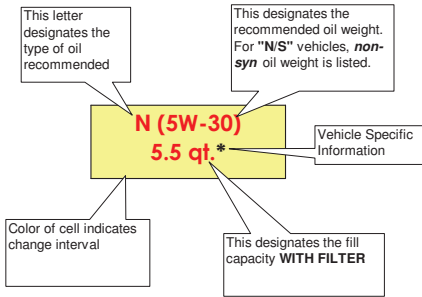 This letter
designates the
type of oil
recommended
This designates the
recommended oil weight.
For "N/S" vehicles, non-
syn oil weight is listed.
N (5W-30)
5.5 qt.*
Vehicle Specific
Information
Color of cell indicates
change interval
This designates the fill
capacity WITH FILTER